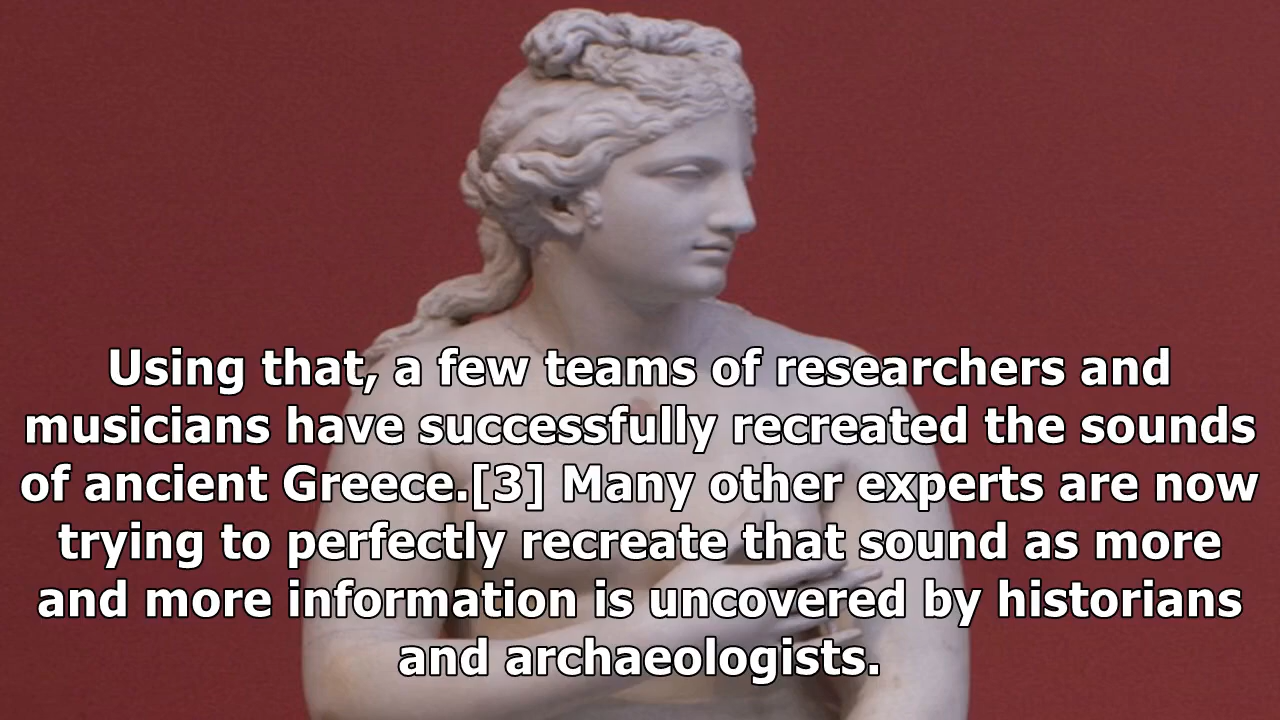 Using that, a few teams of researchers and
musicians have successfully recreated the sounds
of ancient Greece.[3] Many other experts are now
trying to perfectly recreate that sound as more
and more information is uncovered by historians
and archaeologists.